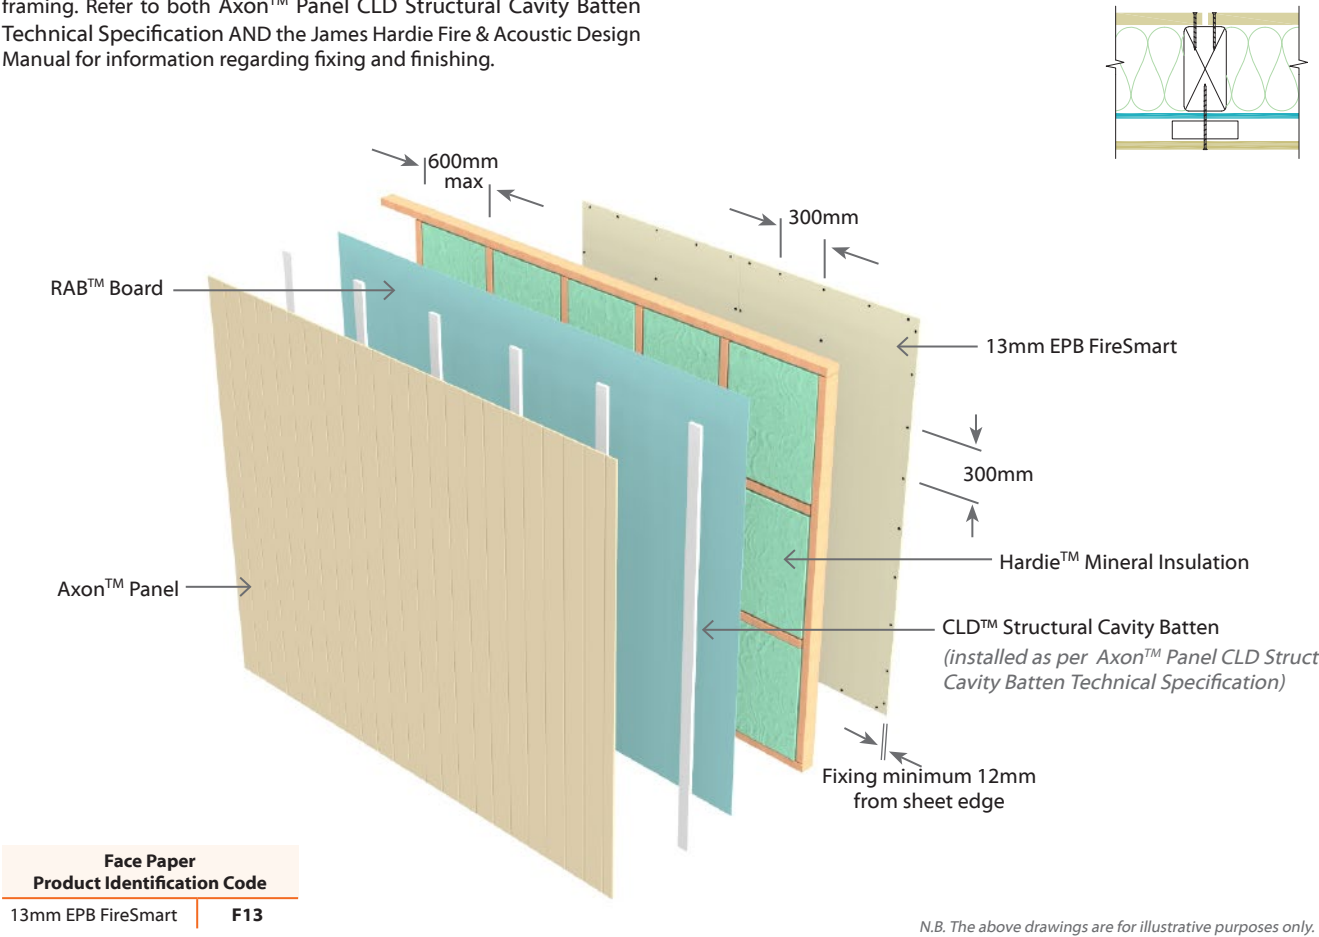 framing. Refer to both Axon™ Panel CLD Structural Cavity Batten
Technical Specification AND the James Hardie Fire & Acoustic Design
Manual for information regarding fixing and finishing.
600mm
max
300mm
RAB™ Board
13mm EPB FireSmart
300mm
Hardie™ Mineral Insulation
Axon™ Panel
CLD™ Structural Cavity Batten
(installed as per Axon™ Panel CLD Struct
Cavity Batten Technical Specification)
Fixing minimum 12mm
from sheet edge
Face Paper
Product Identification Code
13mm EPB FireSmart F13
N.B. The above drawings are for illustrative purposes only.